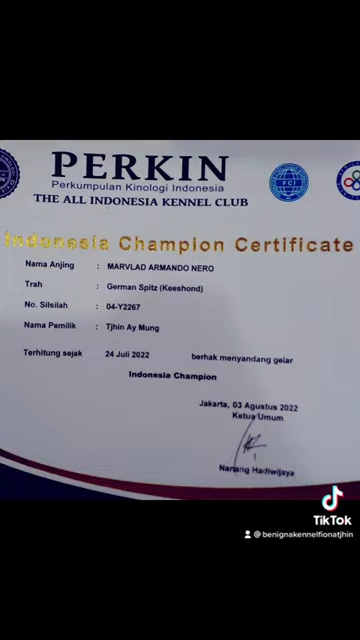 PERKIN
Perkumpulan Kinologi Indonesia
THE ALL INDONESIA KENNEL CLUB
FCI
Indonesia Champion Certificate
Nama Anjing : MARVLAD ARMANDO NERO
Trah : German Spitz (Keeshond)
No. Silsilah : 04-Y2267
Nama Pemilik : Tjhin Ay Mung
Terhitung sejak 24 Juli 2022 berhak menyandang gelar
Indonesia Champion
Jakarta, 03 Agustus 2022
Ketua Umum
Nanang Hadiwijaya
TikTok
@benignakennelfionatjhin